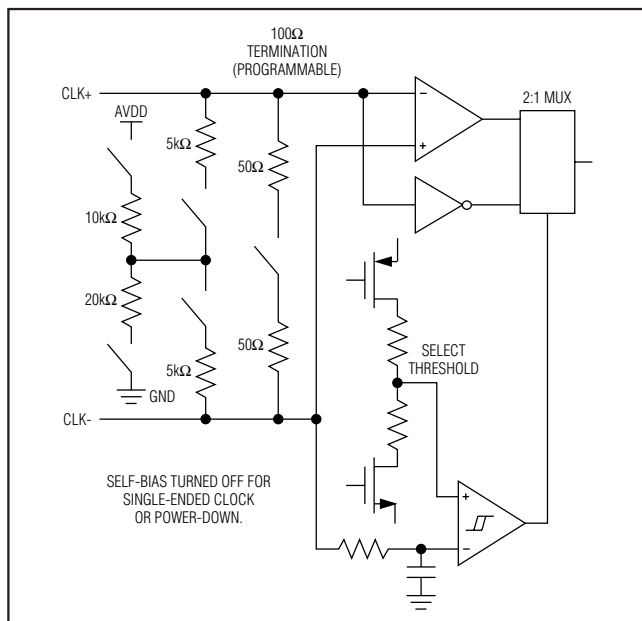 100Ω
TERMINATION
(PROGRAMMABLE)
2:1 MUX
CLK+
AVDD
5kΩ
50Ω
−
+
10kΩ
20kΩ
50Ω
5kΩ
SELECT
THRESHOLD
GND
CLK-
SELF-BIAS TURNED OFF FOR
SINGLE-ENDED CLOCK
OR POWER-DOWN.
+
−